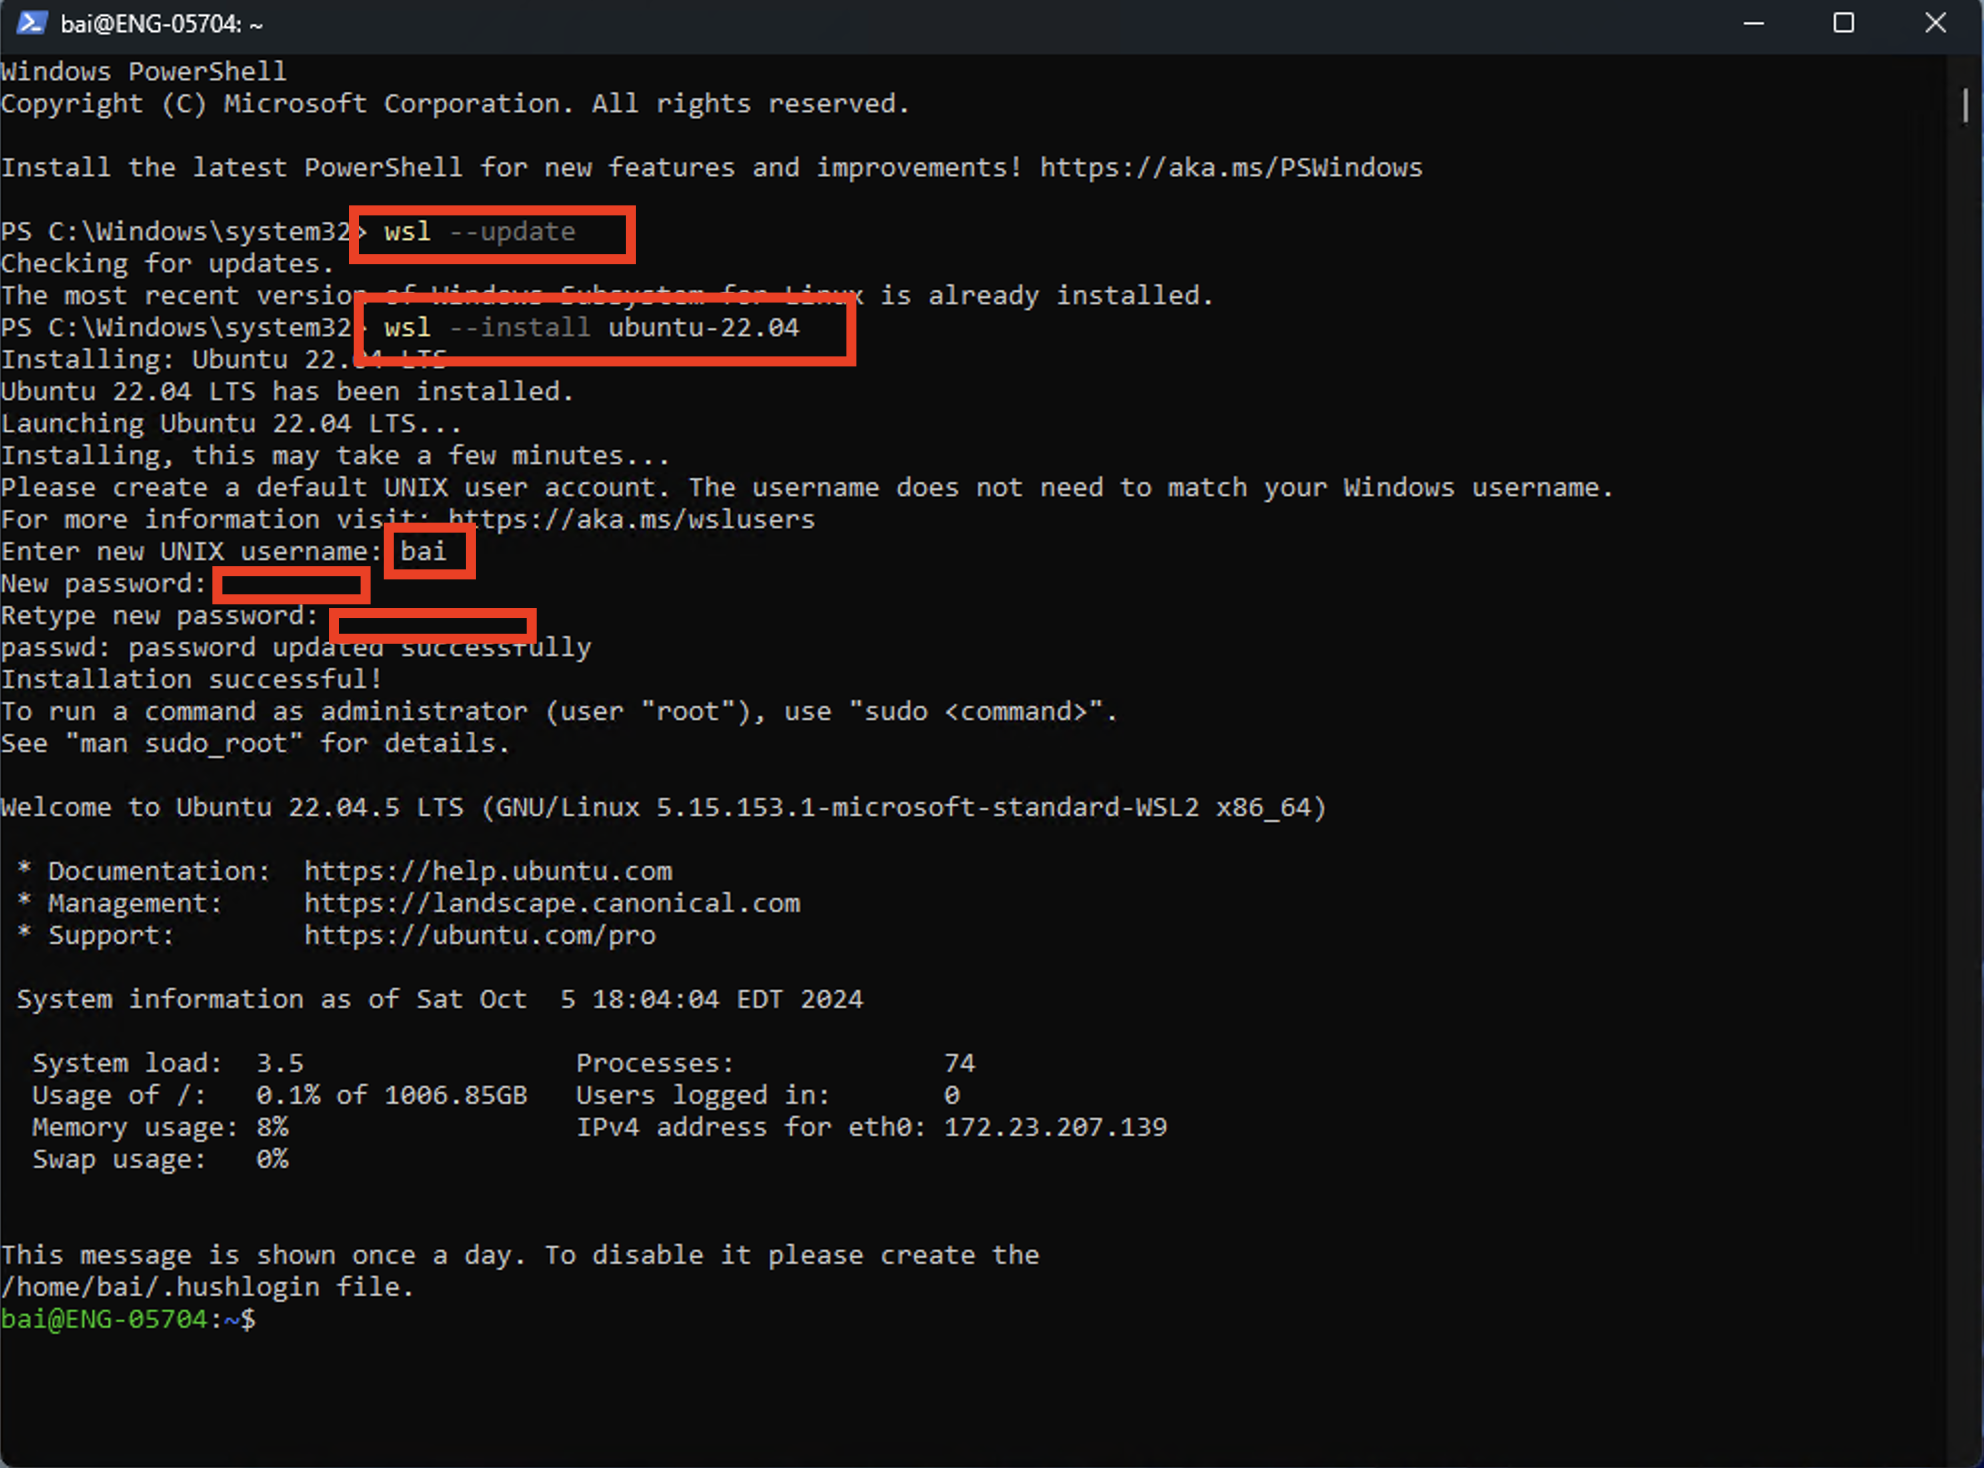 bai@ENG-05704: ~
Windows PowerShell
Copyright (C) Microsoft Corporation. All rights reserved.
Install the latest PowerShell for new features and improvements! https://aka.ms/PSWindows
PS C:\Windows\system32> wsl --update
Checking for updates.
The most recent version of Windows Subsystem for Linux is already installed.
PS C:\Windows\system32> wsl --install ubuntu-22.04
Installing: Ubuntu 22.04 LTS
Ubuntu 22.04 LTS has been installed.
Launching Ubuntu 22.04 LTS...
Installing, this may take a few minutes...
Please create a default UNIX user account. The username does not need to match your Windows username.
For more information visit: https://aka.ms/wslusers
Enter new UNIX username: bai
New password:
Retype new password:
passwd: password updated successfully
Installation successful!
To run a command as administrator (user "root"), use "sudo <command>".
See "man sudo_root" for details.
Welcome to Ubuntu 22.04.5 LTS (GNU/Linux 5.15.153.1-microsoft-standard-WSL2 x86_64)
* Documentation:  https://help.ubuntu.com
* Management:     https://landscape.canonical.com
* Support:        https://ubuntu.com/pro
System information as of Sat Oct  5 18:04:04 EDT 2024
System load:  3.5                 Processes:             74
Usage of /:   0.1% of 1006.85GB   Users logged in:       0
Memory usage: 8%                  IPv4 address for eth0: 172.23.207.139
Swap usage:   0%
This message is shown once a day. To disable it please create the
/home/bai/.hushlogin file.
bai@ENG-05704:~$